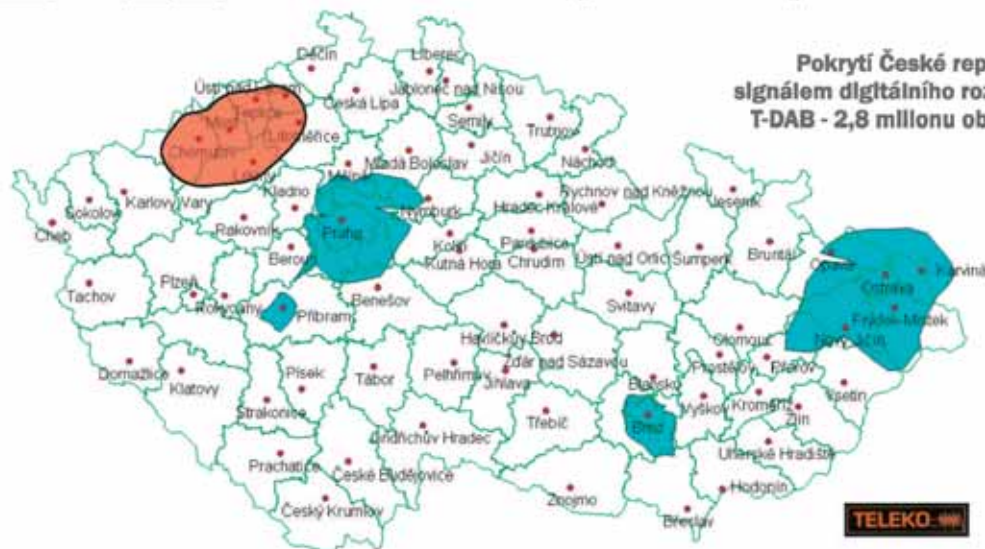 Pokrytí České rep
signálem digitálního roz
T-DAB - 2,8 milionu ob
Děčín
Liberec
Jablonec nad Nisou
Česká Lípa
Semily
Trutnov
Teplice
Most
Litoměřice
Chomutov
Louny
Mladá Boleslav
Jičín
Náchod
Sokolov
Karlovy Vary
Cheb
Kladno
Rakovník
Praha
Nymburk
Hradec Králové
Rychnov nad Kněžnou
Jeseník
Beroun
Kolín
Kutná Hora
Pardubice
Chrudim
Ústí nad Orlicí
Šumperk
Bruntál
Opava
Ostrava
Karviná
Tachov
Plzeň
Rokycany
Příbram
Benešov
Svitavy
Frýdek-Místek
Nový Jičín
Domažlice
Klatovy
Písek
Tábor
Pelhřimov
Havlíčkův Brod
Jihlava
Žďár nad Sázavou
Olomouc
Prostějov
Přerov
Strakonice
Třebíč
Blansko
Brno
Vyškov
Kroměříž
Zlín
Vsetín
Jindřichův Hradec
Uherské Hradiště
Prachatice
České Budějovice
Znojmo
Hodonín
Český Krumlov
Břeclav
TELEKO